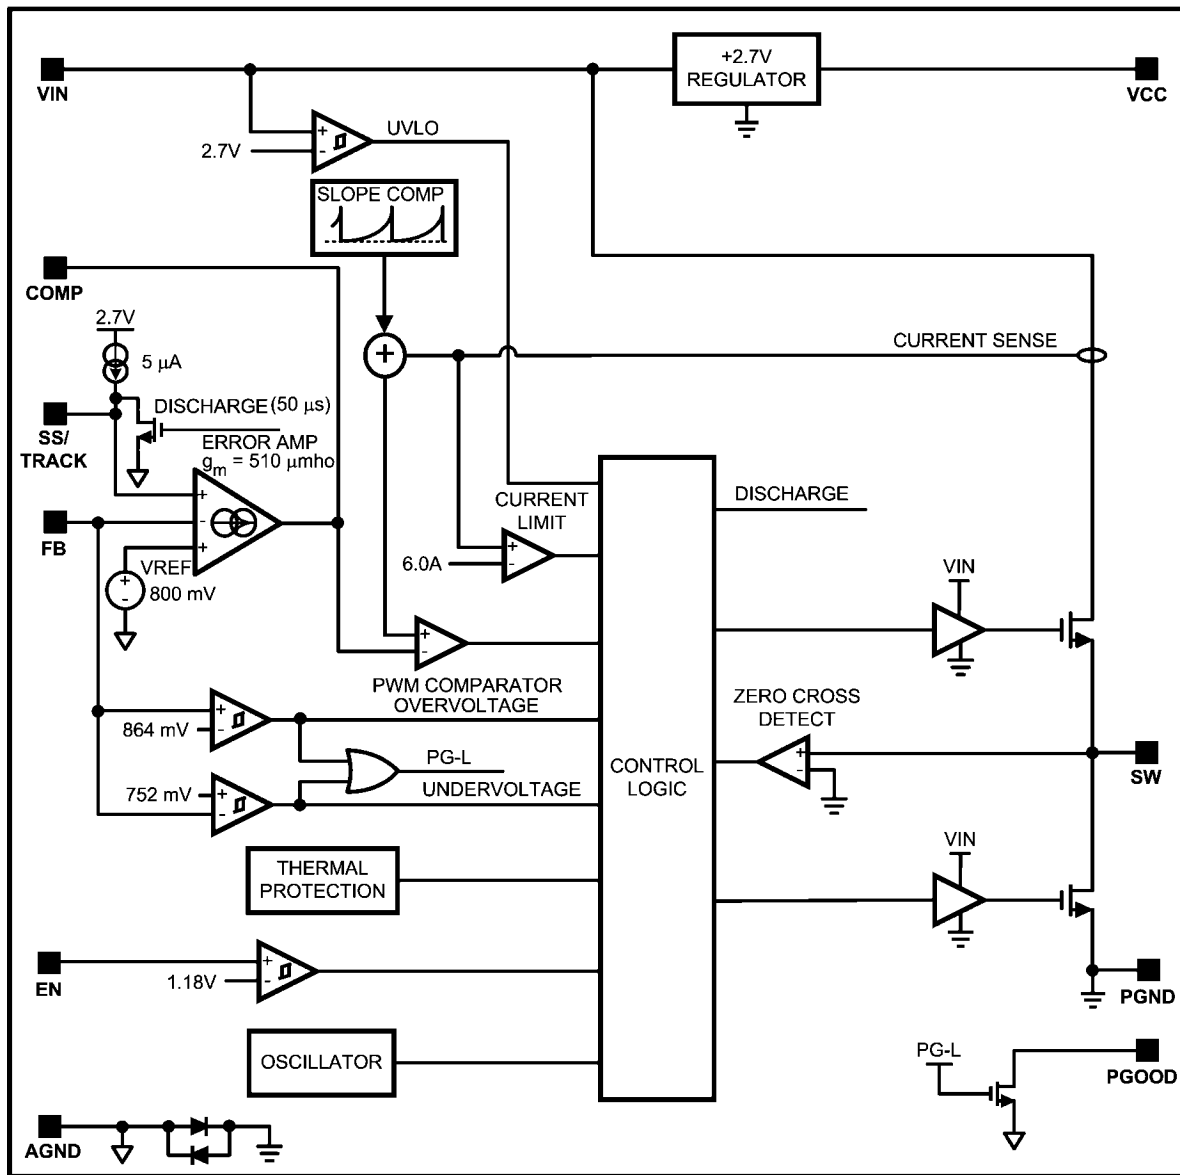 +2.7V
REGULATOR
VIN
VCC
UVLO
+
-
2.7V
SLOPE COMP
COMP
2.7V
5 μA
+
CURRENT SENSE
DISCHARGE (50 μs)
SS/
TRACK
ERROR AMP
gm = 510 μmho
+
-
+
FB
VREF
+
-
800 mV
CURRENT
LIMIT
+
-
6.0A
DISCHARGE
VIN
+
-
PWM COMPARATOR
OVERVOLTAGE
+
-
864 mV
PG-L
752 mV
+
-
UNDERVOLTAGE
CONTROL
LOGIC
ZERO CROSS
DETECT
+
-
SW
THERMAL
PROTECTION
VIN
EN
+
-
1.18V
PGND
OSCILLATOR
PG-L
PGOOD
AGND